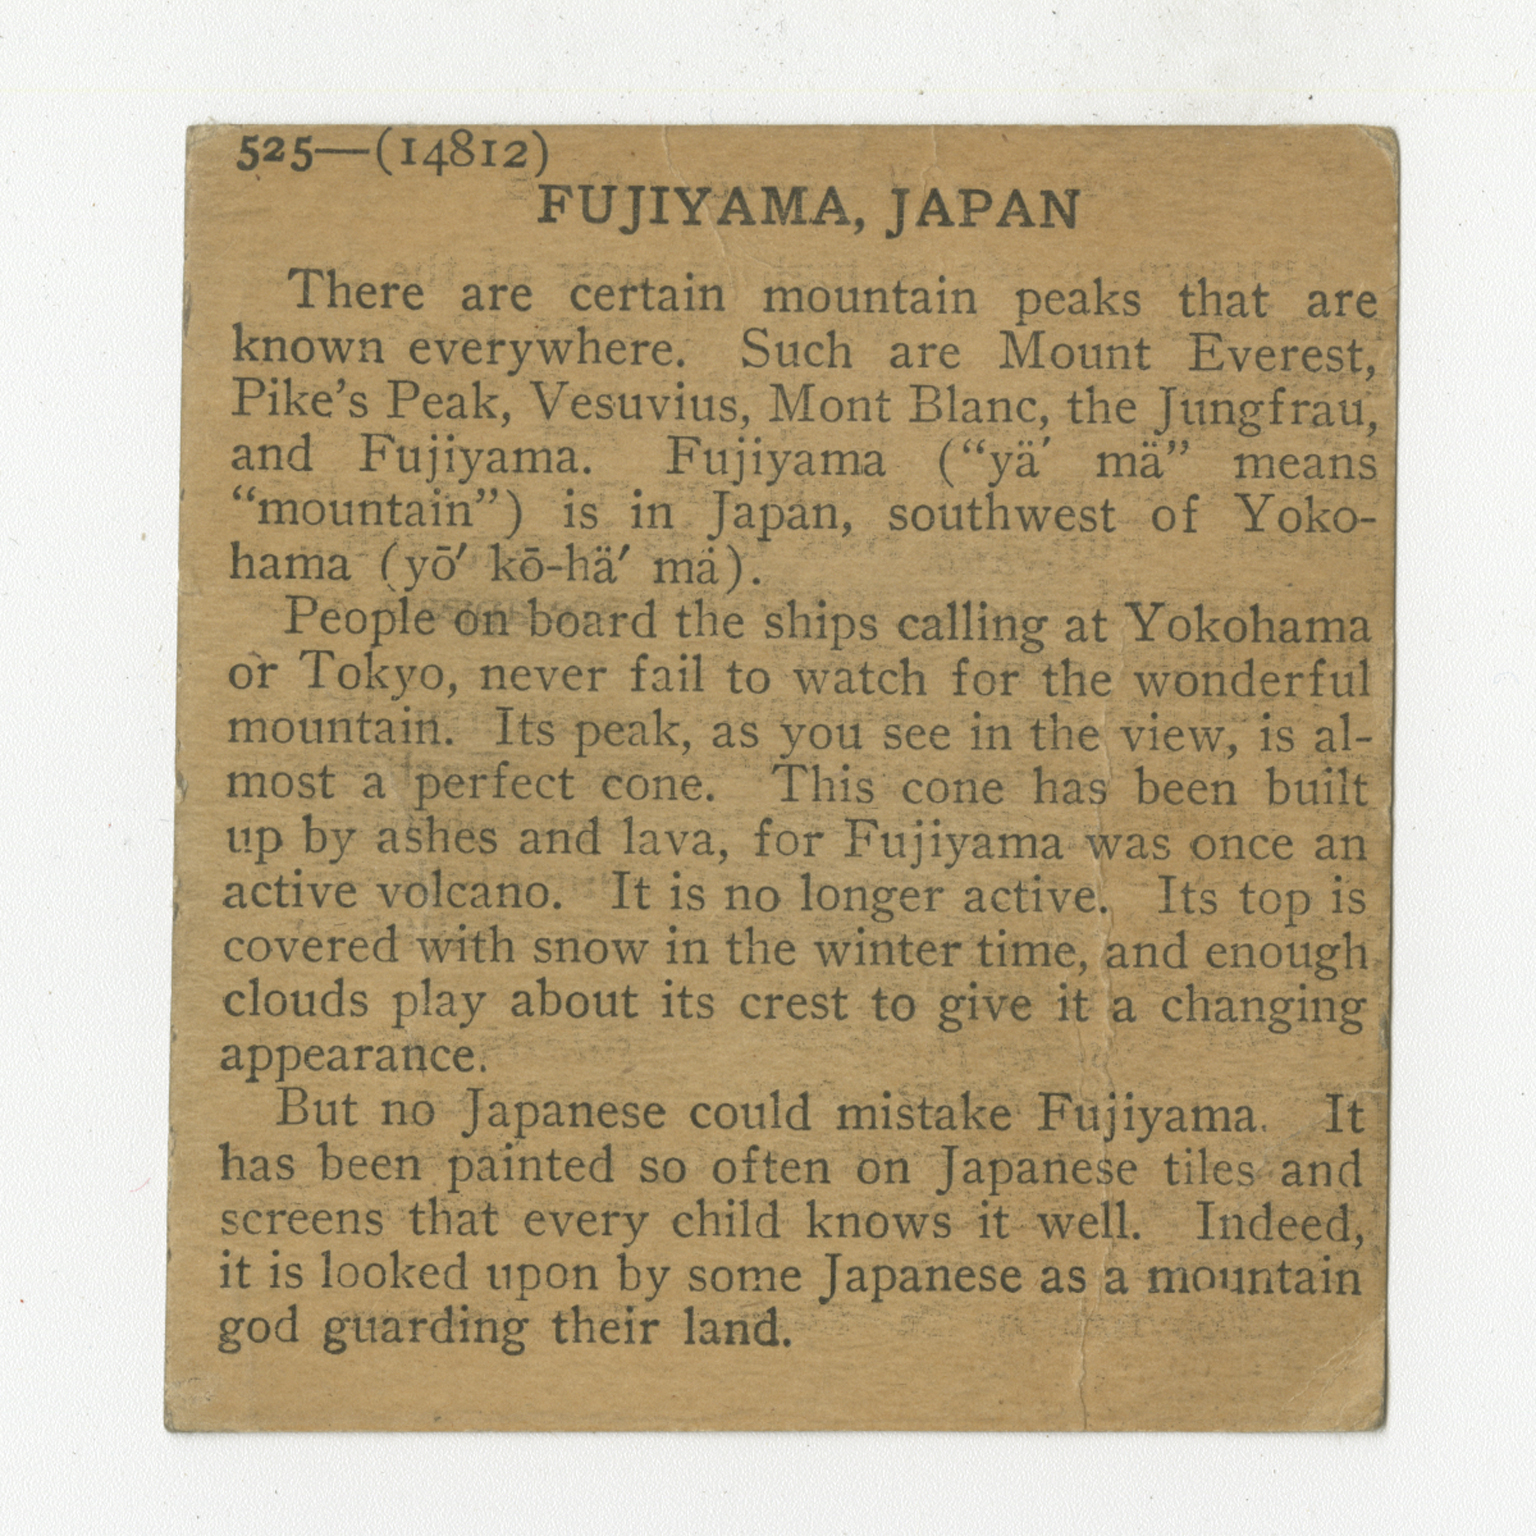 525—(14812)
FUJIYAMA, JAPAN
There are certain mountain peaks that are
known everywhere. Such are Mount Everest,
Pike's Peak, Vesuvius, Mont Blanc, the Jungfrau,
and Fujiyama. Fujiyama (“yä′ mä” means
“mountain”) is in Japan, southwest of Yoko-
hama (yō′ kō-hä′ mȧ).
People on board the ships calling at Yokohama
or Tokyo, never fail to watch for the wonderful
mountain. Its peak, as you see in the view, is al-
most a perfect cone. This cone has been built
up by ashes and lava, for Fujiyama was once an
active volcano. It is no longer active. Its top is
covered with snow in the winter time, and enough
clouds play about its crest to give it a changing
appearance.
But no Japanese could mistake Fujiyama. It
has been painted so often on Japanese tiles and
screens that every child knows it well. Indeed,
it is looked upon by some Japanese as a mountain
god guarding their land.